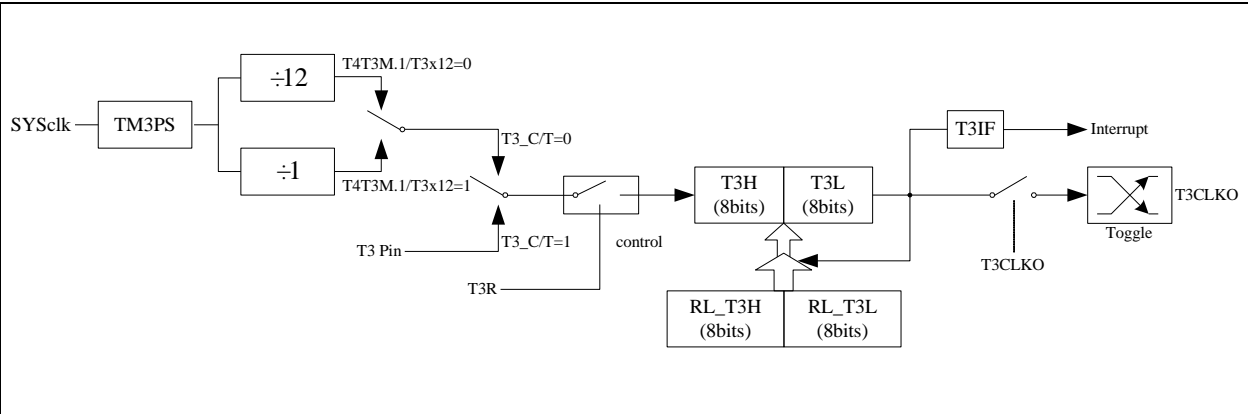 SYSclk
TM3PS
÷12
÷1
T4T3M.1/T3x12=0
T4T3M.1/T3x12=1
T3_C/T=0
T3_C/T=1
T3 Pin
T3R
control
T3H
(8bits)
T3L
(8bits)
RL_T3H
(8bits)
RL_T3L
(8bits)
T3IF
Interrupt
T3CLKO
Toggle
T3CLKO